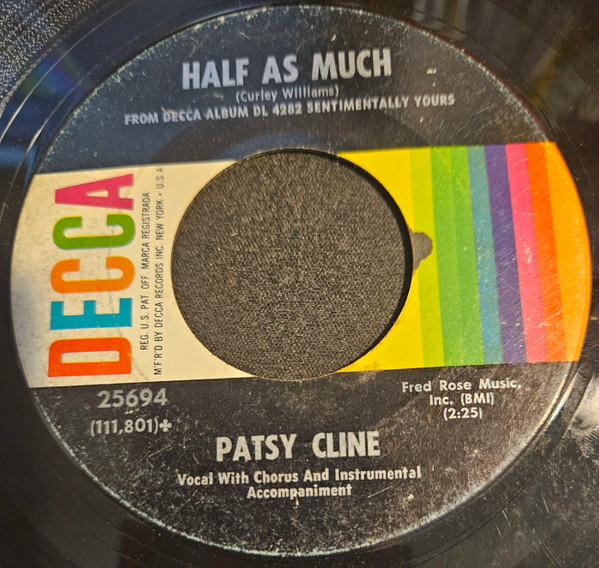 HALF AS MUCH
(Curley Williams)
FROM DECCA ALBUM DL 4282 SENTIMENTALLY YOURS
DECCA
REG. U.S. PAT. OFF. MARCA REGISTRADA
M'F'R'D BY DECCA RECORDS INC. NEW YORK • U.S.A
25694
(111,801)+
Fred Rose Music,
Inc. (BMI)
(2:25)
PATSY CLINE
Vocal With Chorus And Instrumental
Accompaniment